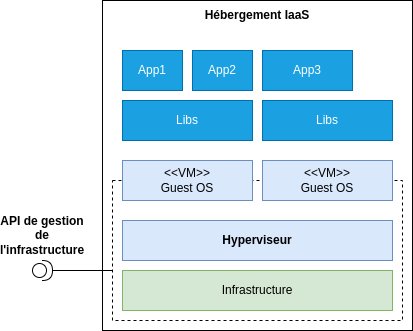 Hébergement IaaS
App1
App2
App3
Libs
Libs
<<VM>>
Guest OS
<<VM>>
Guest OS
API de gestion
de
l'infrastructure
Hyperviseur
Infrastructure